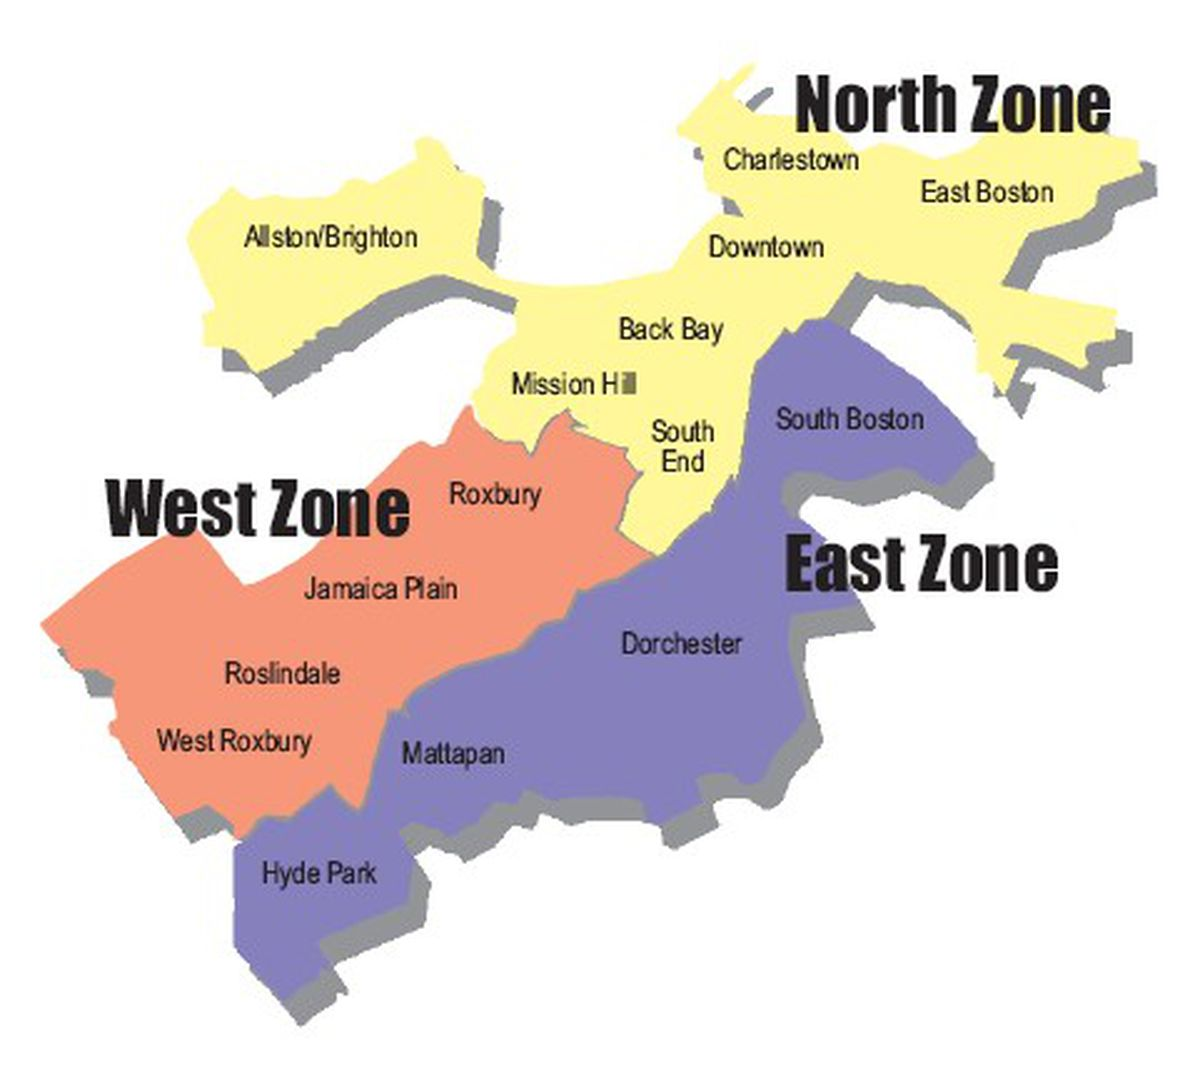 North Zone
Charlestown
East Boston
Allston/Brighton
Downtown
Back Bay
Mission Hill
South
End
South Boston
West Zone
Roxbury
East Zone
Jamaica Plain
Dorchester
Roslindale
West Roxbury
Mattapan
Hyde Park